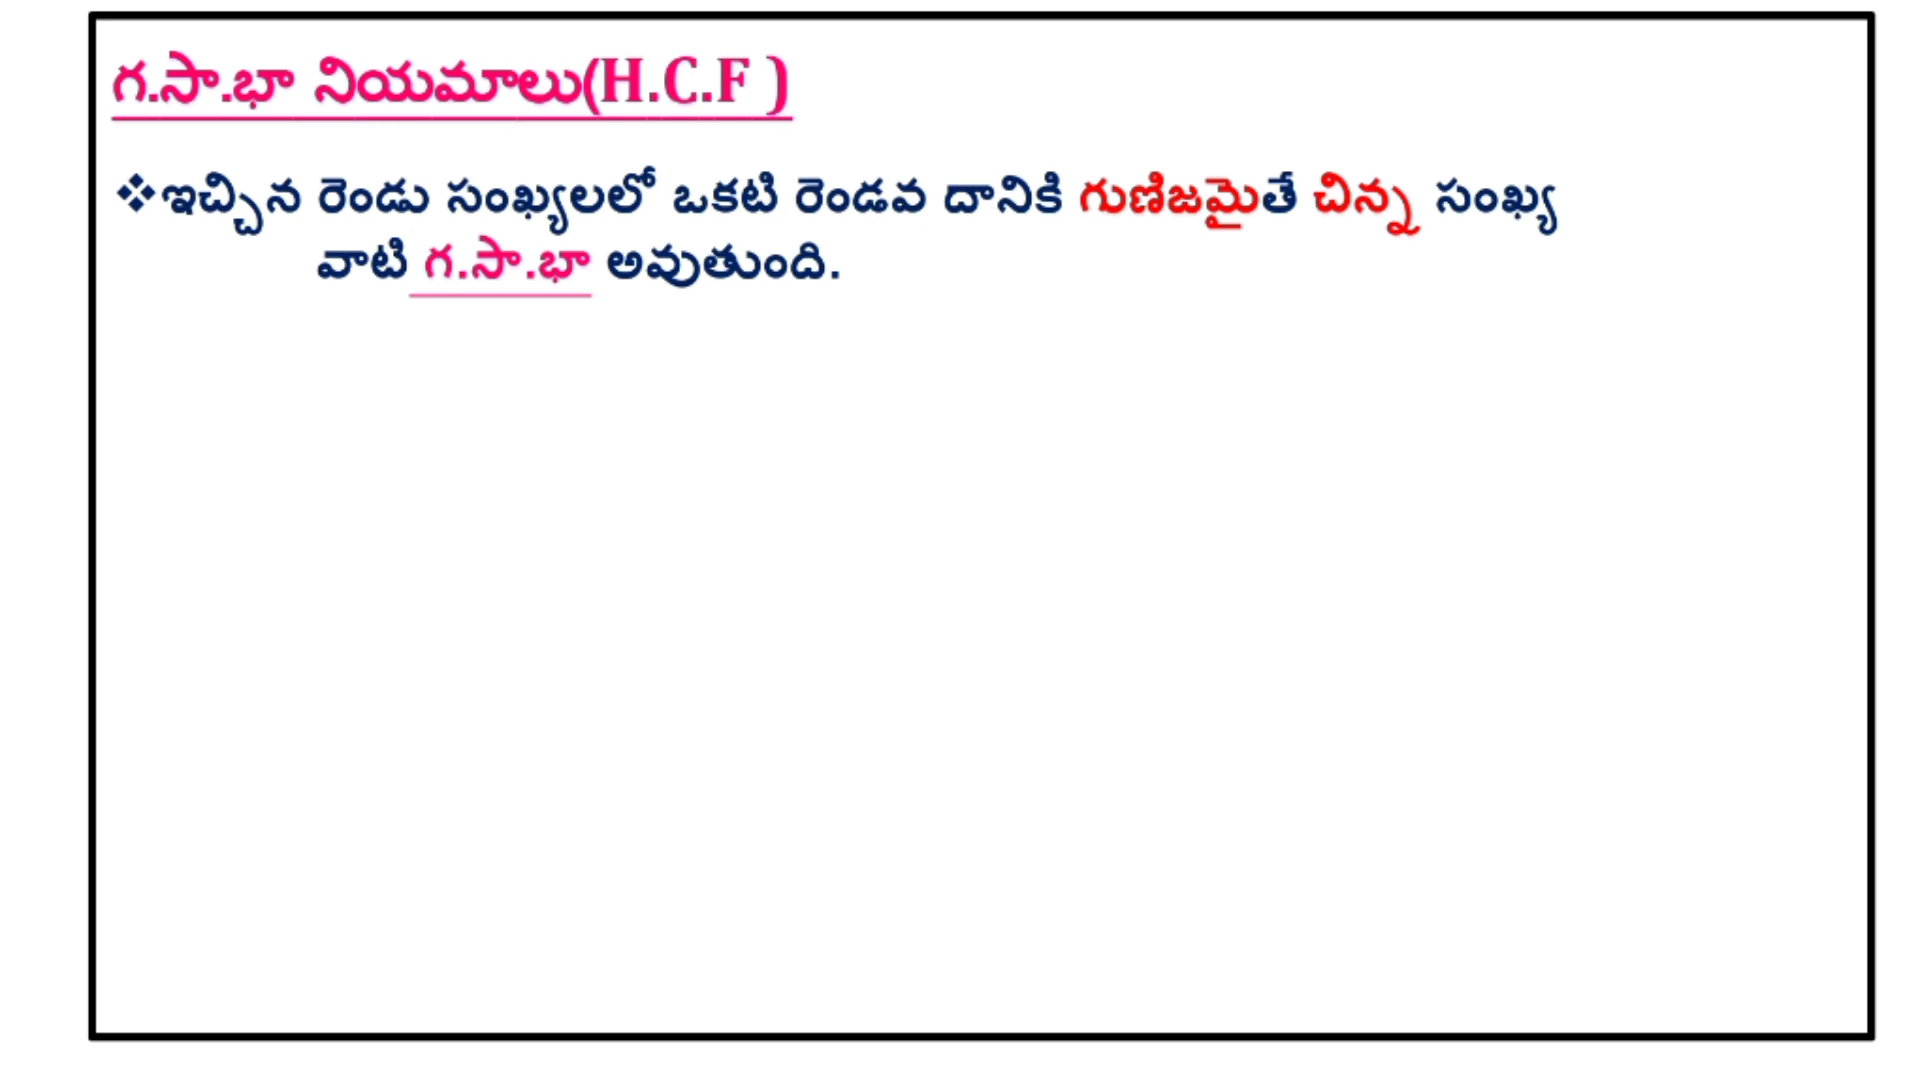 గ.సా.భా నియమాలు(H.C.F )
❖ఇచ్చిన రెండు సంఖ్యలలో ఒకటి రెండవ దానికి గుణిజమైతే చిన్న సంఖ్య
వాటి గ.సా.భా అవుతుంది.